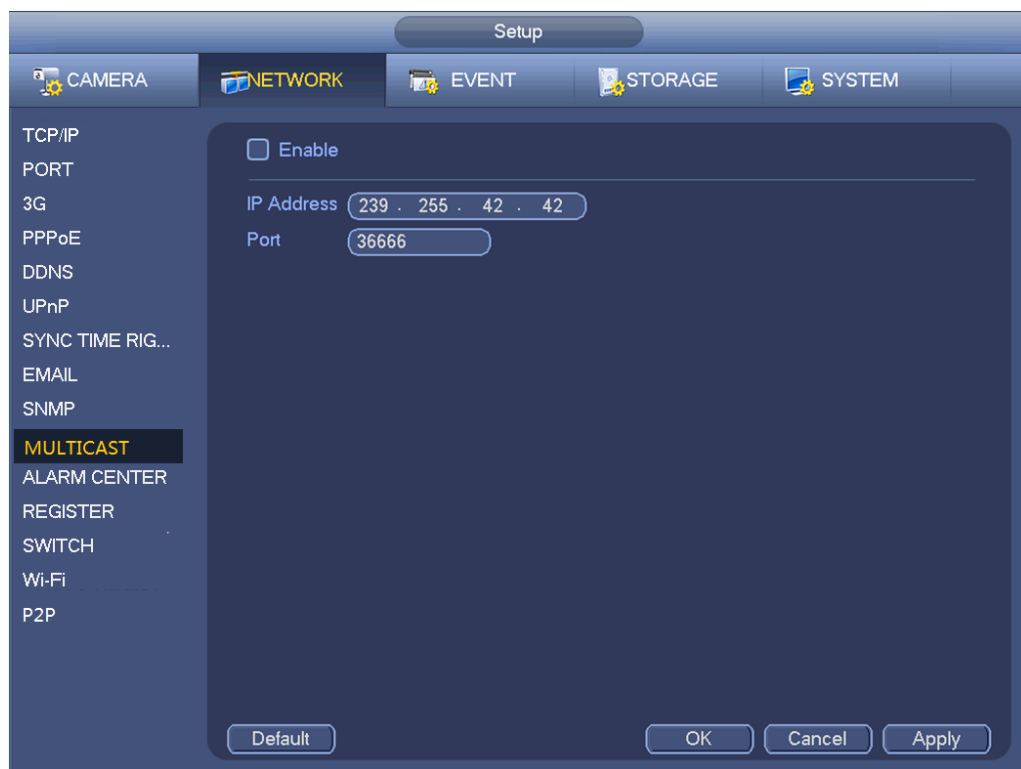 Setup
CAMERA NETWORK EVENT STORAGE SYSTEM
TCP/IP
PORT
3G
PPPoE
DDNS
UPnP
SYNC TIME RIG...
EMAIL
SNMP
MULTICAST
ALARM CENTER
REGISTER
SWITCH
Wi-Fi
P2P
Enable
IP Address 239 . 255 . 42 . 42
Port 36666
Default OK Cancel Apply